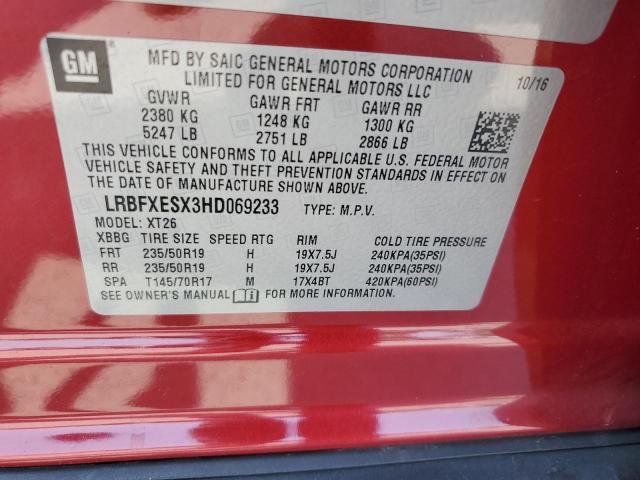 GM
MFD BY SAIC GENERAL MOTORS CORPORATION
LIMITED FOR GENERAL MOTORS LLC
10/16
GVWR GAWR FRT GAWR RR
2380 KG 1248 KG 1300 KG
5247 LB 2751 LB 2866 LB
THIS VEHICLE CONFORMS TO ALL APPLICABLE U.S. FEDERAL MOTOR
VEHICLE SAFETY AND THEFT PREVENTION STANDARDS IN EFFECT ON
THE DATE OF MANUFACTURE SHOWN ABOVE.
LRBFXESX3HD069233 TYPE: M.P.V.
MODEL: XT26
XBBG TIRE SIZE SPEED RTG RIM COLD TIRE PRESSURE
FRT 235/50R19 H 19X7.5J 240KPA(35PSI)
RR 235/50R19 H 19X7.5J 240KPA(35PSI)
SPA T145/70R17 M 17X4BT 420KPA(60PSI)
SEE OWNER'S MANUAL FOR MORE INFORMATION.